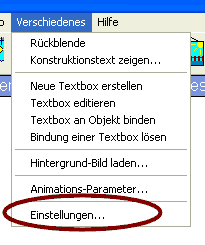 Verschiedenes Hilfe
Rückblende
Konstruktionstext zeigen...
Neue Textbox erstellen
Textbox editieren
Textbox an Objekt binden
Bindung einer Textbox lösen
Hintergrund-Bild laden...
Animations-Parameter...
Einstellungen...